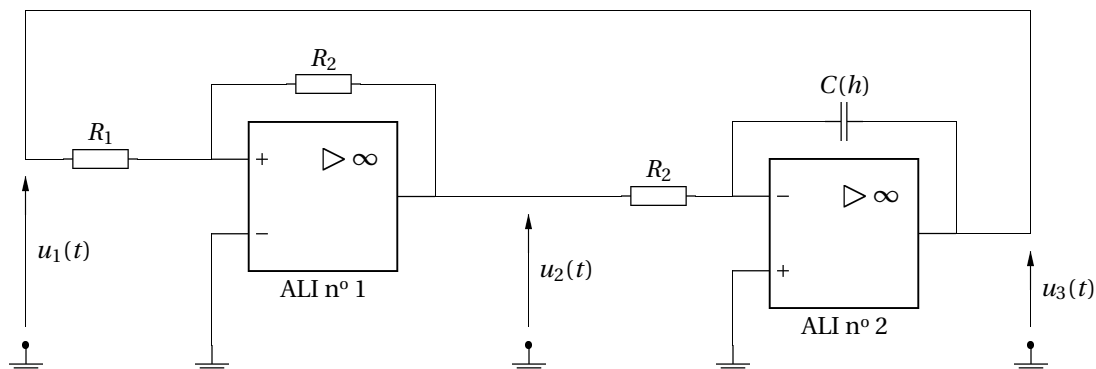 R₂
C(h)
R₁
+
▷ ∞
−
ALI nº 1
u₁(t)
R₂
u₂(t)
−
▷ ∞
+
ALI nº 2
u₃(t)